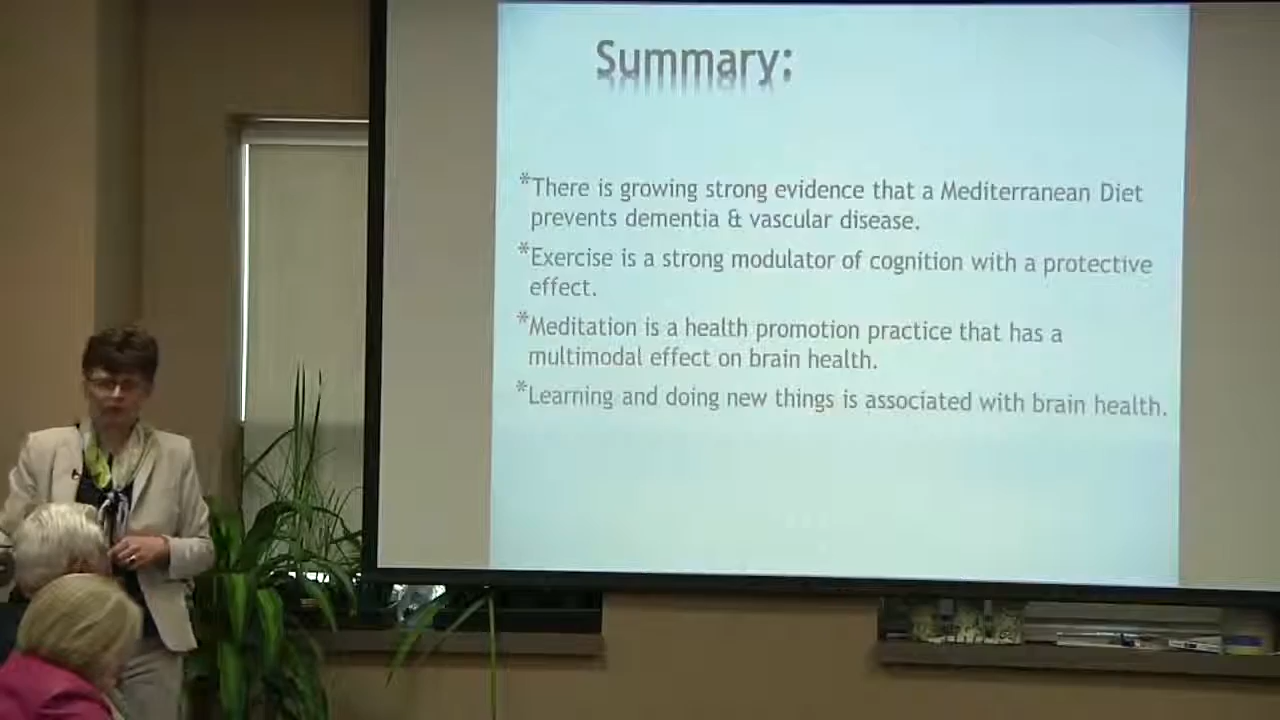 Summary:
*There is growing strong evidence that a Mediterranean Diet
prevents dementia & vascular disease.
*Exercise is a strong modulator of cognition with a protective
effect.
*Meditation is a health promotion practice that has a
multimodal effect on brain health.
*Learning and doing new things is associated with brain health.